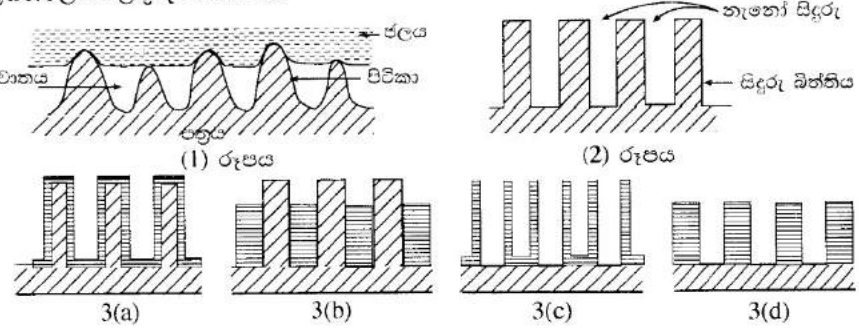 ජලය
වාතය
පිටිකා
පත්‍රය
(1) රූපය
නැනෝ සිදුරු
සිදුරු බිත්තිය
(2) රූපය
3(a)
3(b)
3(c)
3(d)